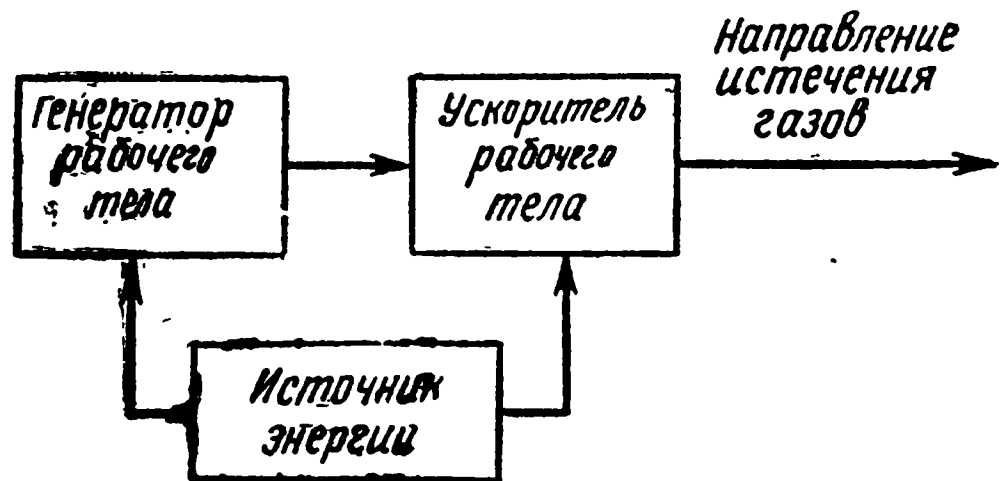 Генератор
рабочего
тела
Ускоритель
рабочего
тела
Направление
истечения
газов
Источник
энергии